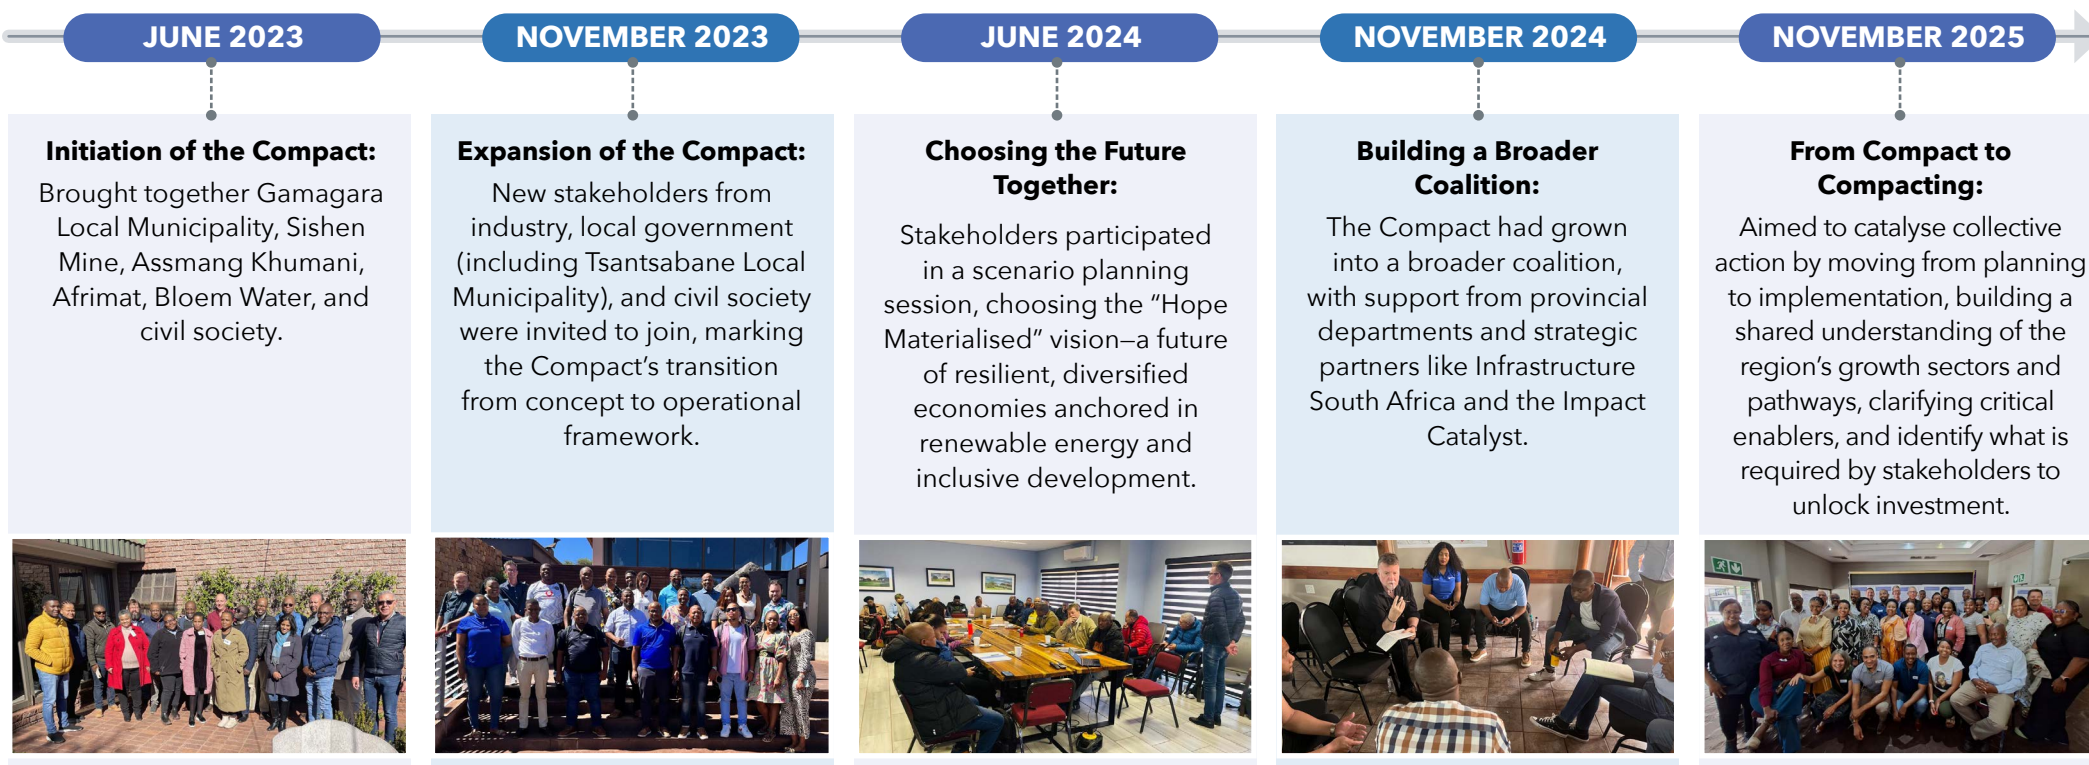 JUNE 2023
NOVEMBER 2023
JUNE 2024
NOVEMBER 2024
NOVEMBER 2025
Initiation of the Compact:
Brought together Gamagara
Local Municipality, Sishen
Mine, Assmang Khumani,
Afrimat, Bloem Water, and
civil society.
Expansion of the Compact:
New stakeholders from
industry, local government
(including Tsantsabane Local
Municipality), and civil society
were invited to join, marking
the Compact’s transition
from concept to operational
framework.
Choosing the Future
Together:
Stakeholders participated
in a scenario planning
session, choosing the “Hope
Materialised” vision—a future
of resilient, diversified
economies anchored in
renewable energy and
inclusive development.
Building a Broader
Coalition:
The Compact had grown
into a broader coalition,
with support from provincial
departments and strategic
partners like Infrastructure
South Africa and the Impact
Catalyst.
From Compact to
Compacting:
Aimed to catalyse collective
action by moving from planning
to implementation, building a
shared understanding of the
region’s growth sectors and
pathways, clarifying critical
enablers, and identify what is
required by stakeholders to
unlock investment.